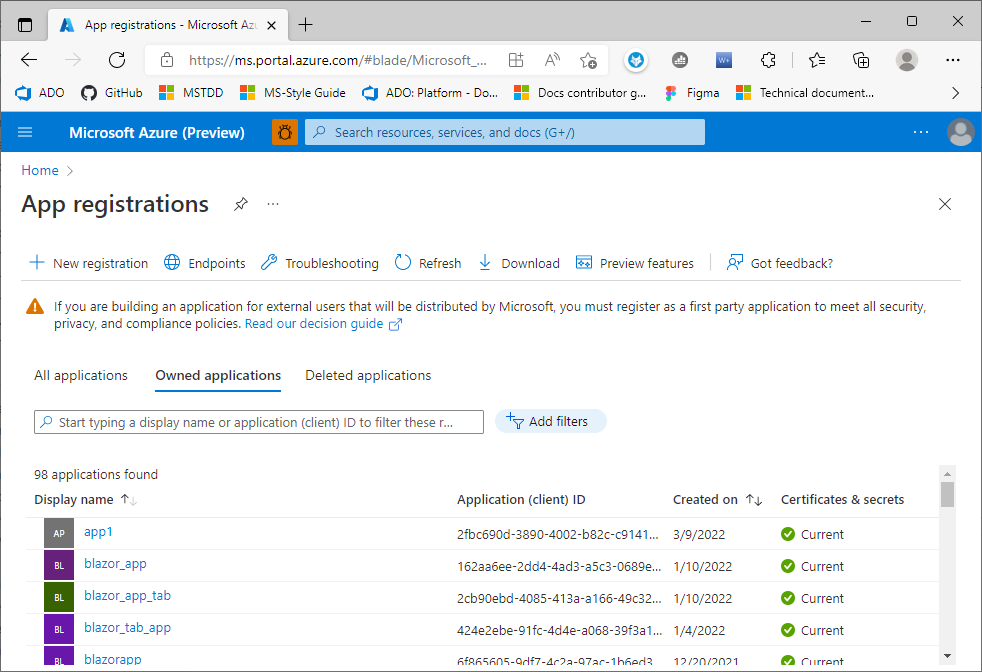 App registrations - Microsoft Azu
https://ms.portal.azure.com/#blade/Microsoft_...
ADO
GitHub
MSTDD
MS-Style Guide
ADO: Platform - Do...
Docs contributor g...
Figma
Technical document...
Microsoft Azure (Preview)
Search resources, services, and docs (G+/)
Home
App registrations
New registration
Endpoints
Troubleshooting
Refresh
Download
Preview features
Got feedback?
If you are building an application for external users that will be distributed by Microsoft, you must register as a first party application to meet all security,
privacy, and compliance policies. Read our decision guide
All applications
Owned applications
Deleted applications
Start typing a display name or application (client) ID to filter these r...
Add filters
98 applications found
Display name
Application (client) ID
Created on
Certificates & secrets
AP app1 2fbc690d-3890-4002-b82c-c9141... 3/9/2022 Current
BL blazor_app 162aa6ee-2dd4-4ad3-a5c3-0689e... 1/10/2022 Current
BL blazor_app_tab 2cb90ebd-4085-413a-a166-49c32... 1/10/2022 Current
BL blazor_tab_app 424e2ebe-91fc-4d4e-a068-39f3a1... 1/4/2022 Current
BL blazorapp 6f865605-9df7-4c2a-97ac-1b6ed3... 12/20/2021 Current